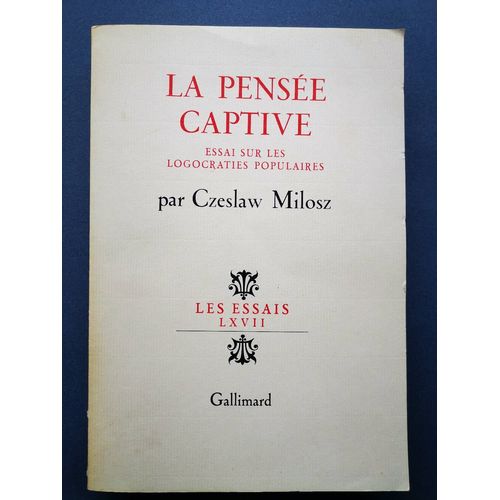 LA PENSÉE
CAPTIVE
ESSAI SUR LES
LOGOCRATIES POPULAIRES
par Czeslaw Milosz
LES ESSAIS
LXVII
Gallimard